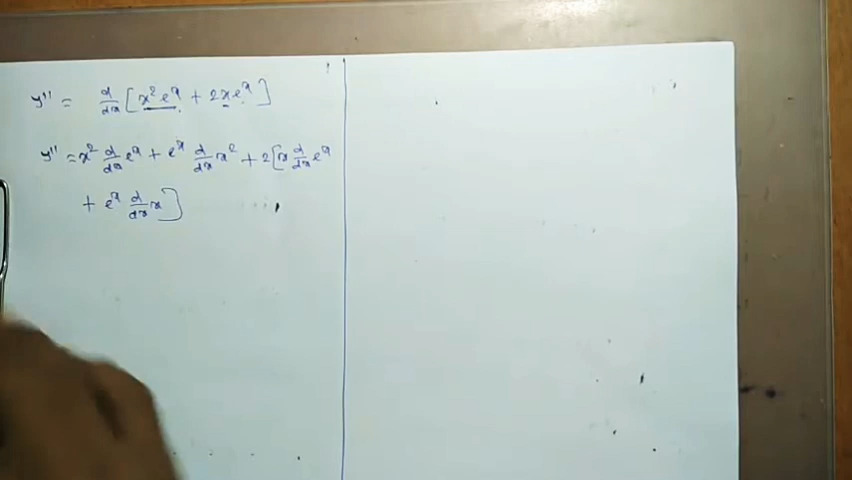 y'' = d/dx [x²eˣ + 2xeˣ]
y'' = x² d/dx eˣ + eˣ d/dx x² + 2[x d/dx eˣ
+ eˣ d/dx x]